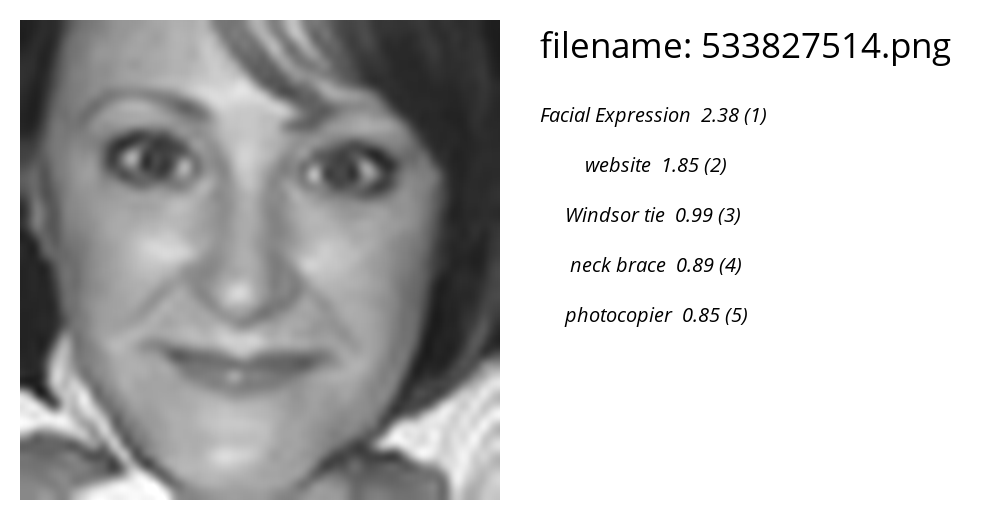 filename: 533827514.png
Facial Expression 2.38 (1)
website 1.85 (2)
Windsor tie 0.99 (3)
neck brace 0.89 (4)
photocopier 0.85 (5)